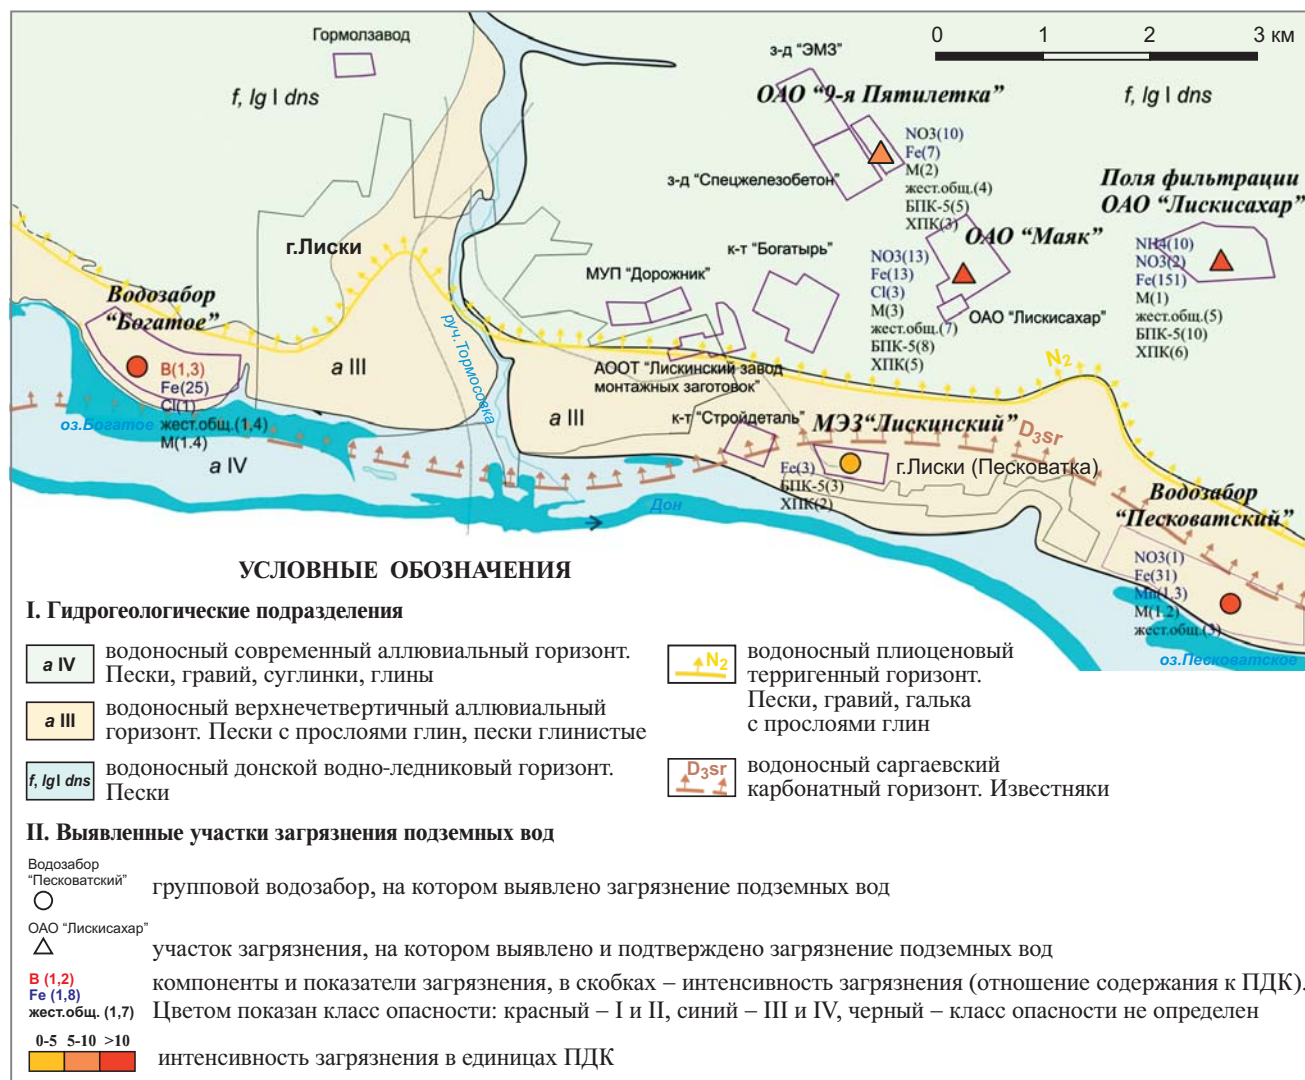 Гормолзавод
f, lg I dns
0 1 2 3 км
з-д “ЭМЗ”
ОАО “9-я Пятилетка”
f, lg I dns
NO3(10)
Fe(7)
М(2)
жест.общ.(4)
БПК-5(5)
ХПК(3)
з-д “Спецжелезобетон”
Поля фильтрации
ОАО “Лискисахар”
NH4(10)
NO3(2)
Fe(151)
М(1)
жест.общ.(5)
БПК-5(10)
ХПК(6)
ОАО “Маяк”
NO3(13)
Fe(13)
Cl(3)
М(3)
жест.общ.(7)
БПК-5(8)
ХПК(5)
ОАО “Лискисахар”
к-т “Богатырь”
МУП “Дорожник”
г.Лиски
Водозабор
“Богатое”
В(1,3)
Fe(25)
Cl(1)
жест.общ.(1,4)
М(1.4)
a III
руч.Тормосовка
АООТ “Лискинский завод
монтажных заготовок”
N2
a III
к-т “Стройдеталь”
МЭЗ“Лискинский”
D3sr
г.Лиски (Песковатка)
Fe(3)
БПК-5(3)
ХПК(2)
оз.Богатое
a IV
Дон
Водозабор
“Песковатский”
NO3(1)
Fe(31)
Mn(1,3)
М(1.2)
жест.общ.(3)
оз.Песковатское
УСЛОВНЫЕ ОБОЗНАЧЕНИЯ
I. Гидрогеологические подразделения
a IV
водоносный современный аллювиальный горизонт.
Пески, гравий, суглинки, глины
a III
водоносный верхнечетвертичный аллювиальный
горизонт. Пески с прослоями глин, пески глинистые
f, lgI dns
водоносный донской водно-ледниковый горизонт.
Пески
N2
водоносный плиоценовый
терригенный горизонт.
Пески, гравий, галька
с прослоями глин
D3sr
водоносный саргаевский
карбонатный горизонт. Известняки
II. Выявленные участки загрязнения подземных вод
Водозабор
“Песковатский”
групповой водозабор, на котором выявлено загрязнение подземных вод
ОАО “Лискисахар”
участок загрязнения, на котором выявлено и подтверждено загрязнение подземных вод
В (1,2)
Fe (1,8)
жест.общ. (1,7)
компоненты и показатели загрязнения, в скобках – интенсивность загрязнения (отношение содержания к ПДК).
Цветом показан класс опасности: красный – I и II, синий – III и IV, черный – класс опасности не определен
0-5 5-10 >10
интенсивность загрязнения в единицах ПДК